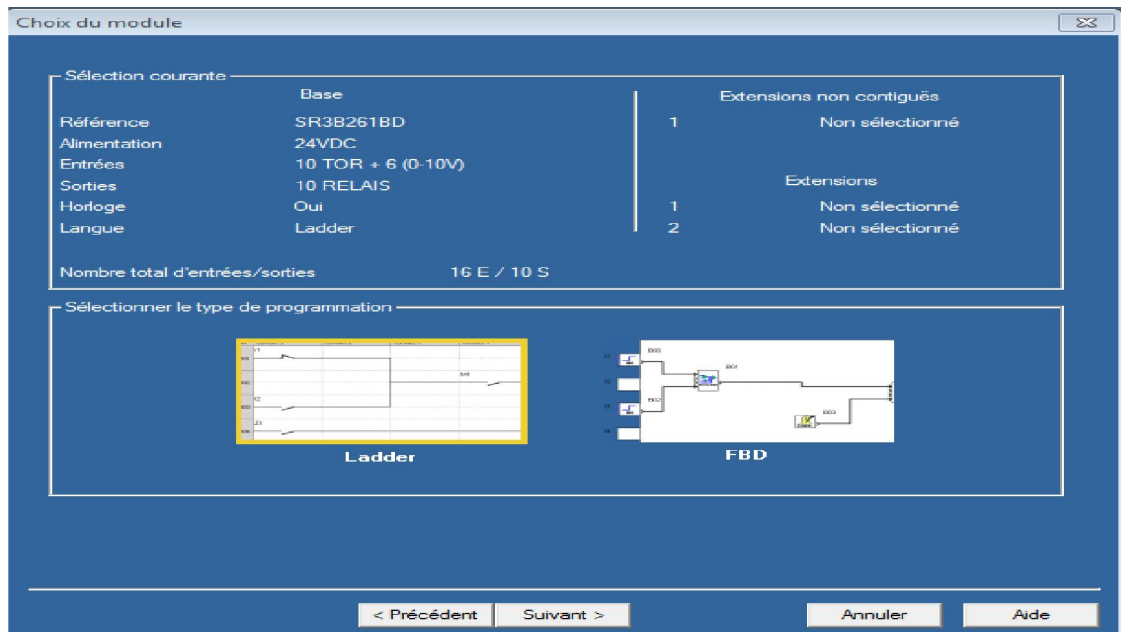 Choix du module
Sélection courante
Base
Référence SR3B261BD
Alimentation 24VDC
Entrées 10 TOR + 6 (0-10V)
Sorties 10 RELAIS
Horloge Oui
Langue Ladder
Extensions non contiguës
1 Non sélectionné
Extensions
1 Non sélectionné
2 Non sélectionné
Nombre total d'entrées/sorties 16 E / 10 S
Sélectionner le type de programmation
Ladder
FBD
< Précédent
Suivant >
Annuler
Aide